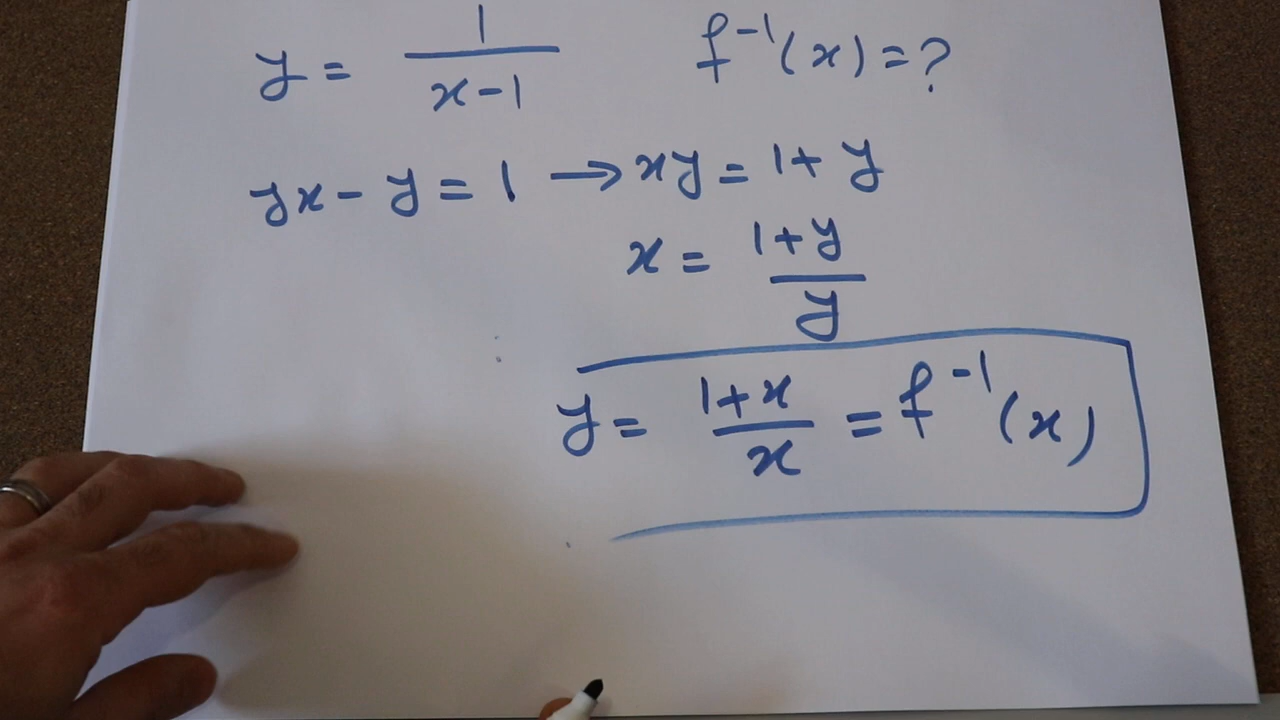 y = 1/(x-1) f⁻¹(x) = ?
yx - y = 1 → xy = 1 + y
x = (1+y)/y
y = (1+x)/x = f⁻¹(x)